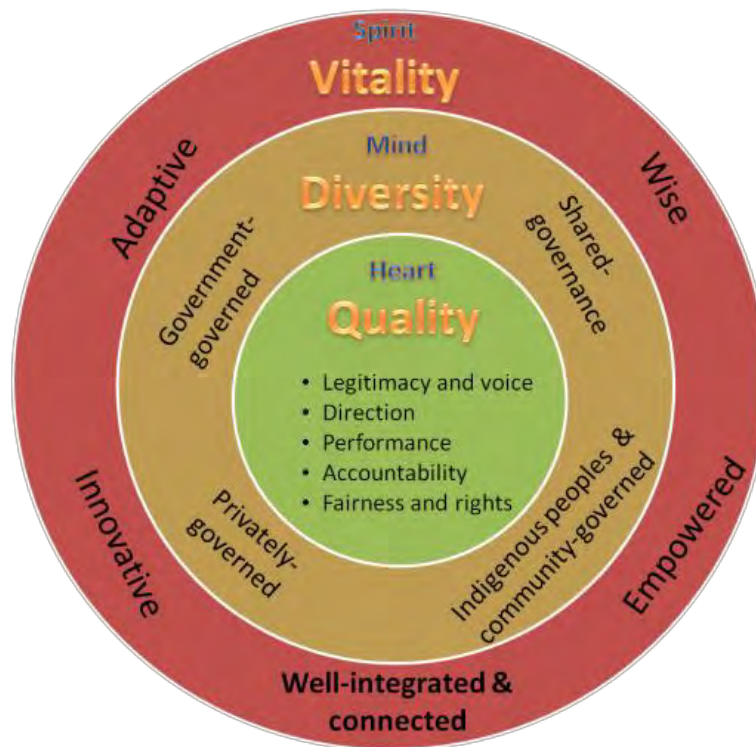 Spirit
Vitality
Adaptive
Wise
Innovative
Empowered
Well-integrated &
connected
Mind
Diversity
Government-
governed
Shared-
governance
Privately-
governed
Indigenous peoples &
community-governed
Heart
Quality
• Legitimacy and voice
• Direction
• Performance
• Accountability
• Fairness and rights